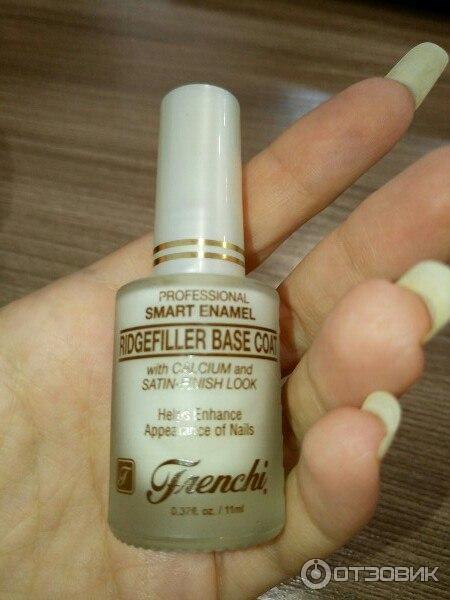 PROFESSIONAL
SMART ENAMEL
RIDGEFILLER BASE COAT
with CALCIUM and
SATIN-FINISH LOOK
Helps Enhance
Appearance of Nails
F
Frenchi
0.37fl. oz. / 11ml
ОТЗОВИК